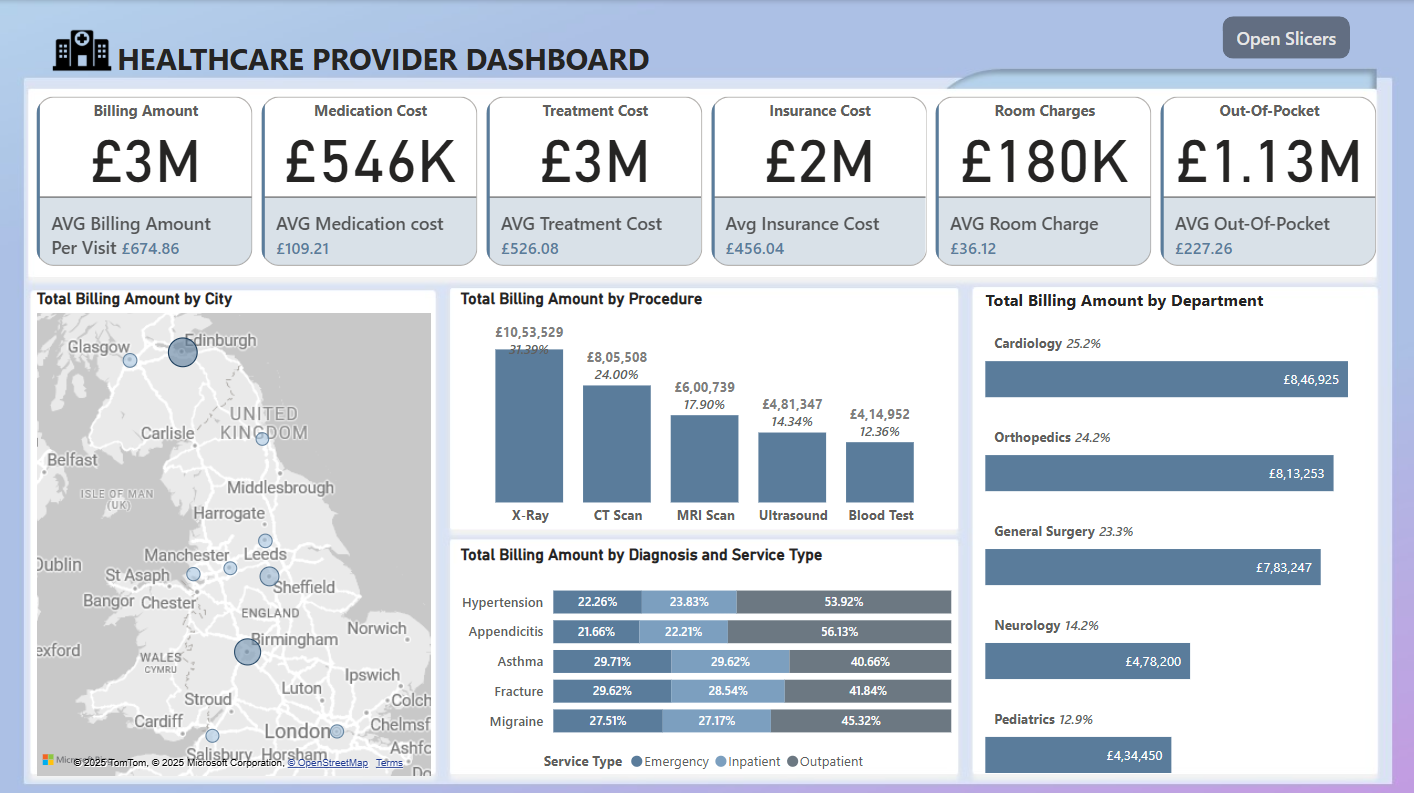 HEALTHCARE PROVIDER DASHBOARD
Open Slicers
Billing Amount
£3M
AVG Billing Amount
Per Visit £674.86
Medication Cost
£546K
AVG Medication cost
£109.21
Treatment Cost
£3M
AVG Treatment Cost
£526.08
Insurance Cost
£2M
Avg Insurance Cost
£456.04
Room Charges
£180K
AVG Room Charge
£36.12
Out-Of-Pocket
£1.13M
AVG Out-Of-Pocket
£227.26
Total Billing Amount by City
Glasgow
Edinburgh
UNITED
KINGDOM
Carlisle
Belfast
ISLE OF MAN
(UK)
Middlesbrough
Harrogate
Manchester
Leeds
Dublin
St Asaph
Sheffield
Bangor
Chester
ENGLAND
Norwich
Birmingham
exford
WALES
CYMRU
Ipswich
Luton
Stroud
Colch
Cardiff
London
Chelmsf
Salisbury
Horsham
Ashfo
Do
© 2025 TomTom, © 2025 Microsoft Corporation, © OpenStreetMap Terms
Total Billing Amount by Procedure
£10,53,529
31.39%
£8,05,508
24.00%
£6,00,739
17.90%
£4,81,347
14.34%
£4,14,952
12.36%
X-Ray
CT Scan
MRI Scan
Ultrasound
Blood Test
Total Billing Amount by Diagnosis and Service Type
Hypertension 22.26% 23.83% 53.92%
Appendicitis 21.66% 22.21% 56.13%
Asthma 29.71% 29.62% 40.66%
Fracture 29.62% 28.54% 41.84%
Migraine 27.51% 27.17% 45.32%
Service Type Emergency Inpatient Outpatient
Total Billing Amount by Department
Cardiology 25.2%
£8,46,925
Orthopedics 24.2%
£8,13,253
General Surgery 23.3%
£7,83,247
Neurology 14.2%
£4,78,200
Pediatrics 12.9%
£4,34,450